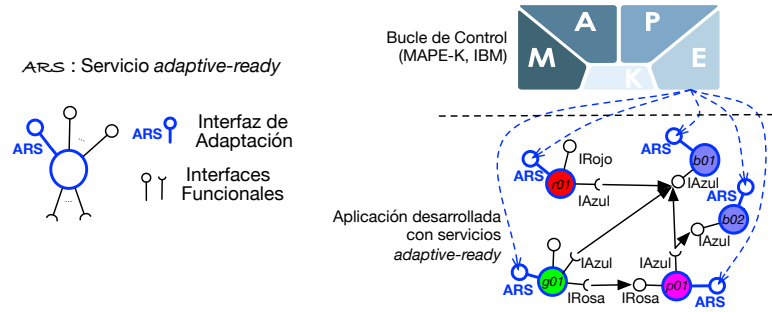 ARS : Servicio adaptive-ready
ARS
...
...
ARS
Interfaz de
Adaptación
Interfaces
Funcionales
Bucle de Control
(MAPE-K, IBM)
M
A
P
E
K
ARS
IRojo
r01
IAzul
ARS
b01
IAzul
ARS
b02
IAzul
Aplicación desarrollada
con servicios
adaptive-ready
IAzul
IAzul
ARS
g01
IRosa
IRosa
p01
ARS